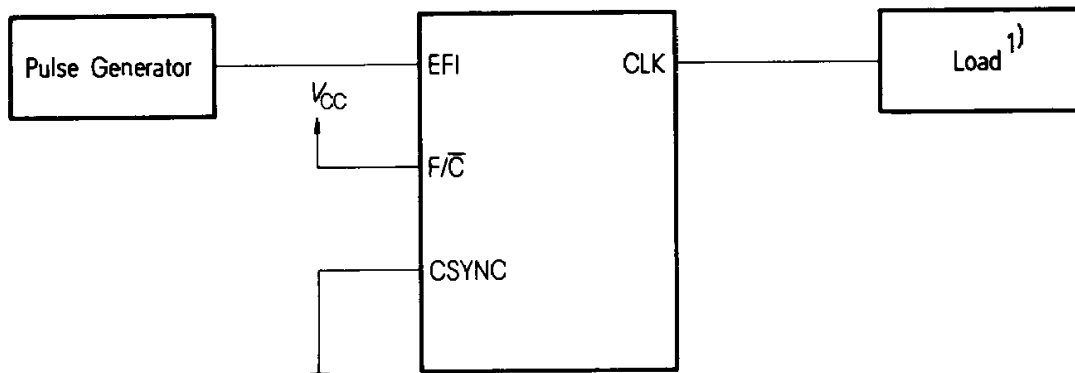 Pulse Generator
EFI
CLK
Load 1)
VCC
F/C̅
CSYNC